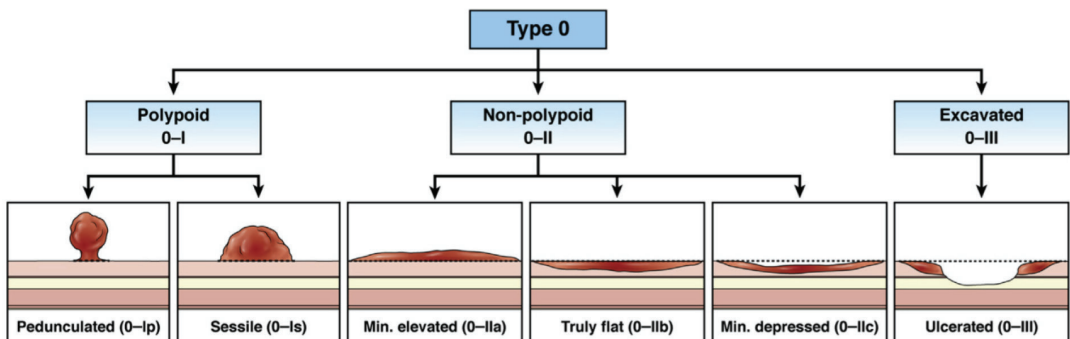 Type 0
Polypoid
0–I
Non-polypoid
0–II
Excavated
0–III
Pedunculated (0–Ip)
Sessile (0–Is)
Min. elevated (0–IIa)
Truly flat (0–IIb)
Min. depressed (0–IIc)
Ulcerated (0–III)